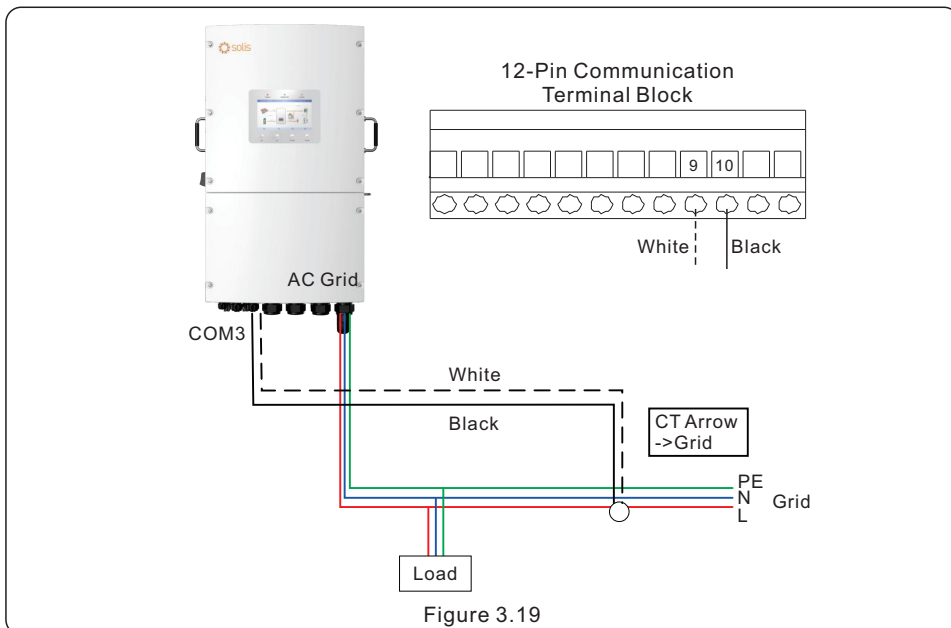 solis
12-Pin Communication
Terminal Block
9 10
White
Black
AC Grid
COM3
White
Black
CT Arrow
->Grid
PE
N
L
Grid
Load
Figure 3.19